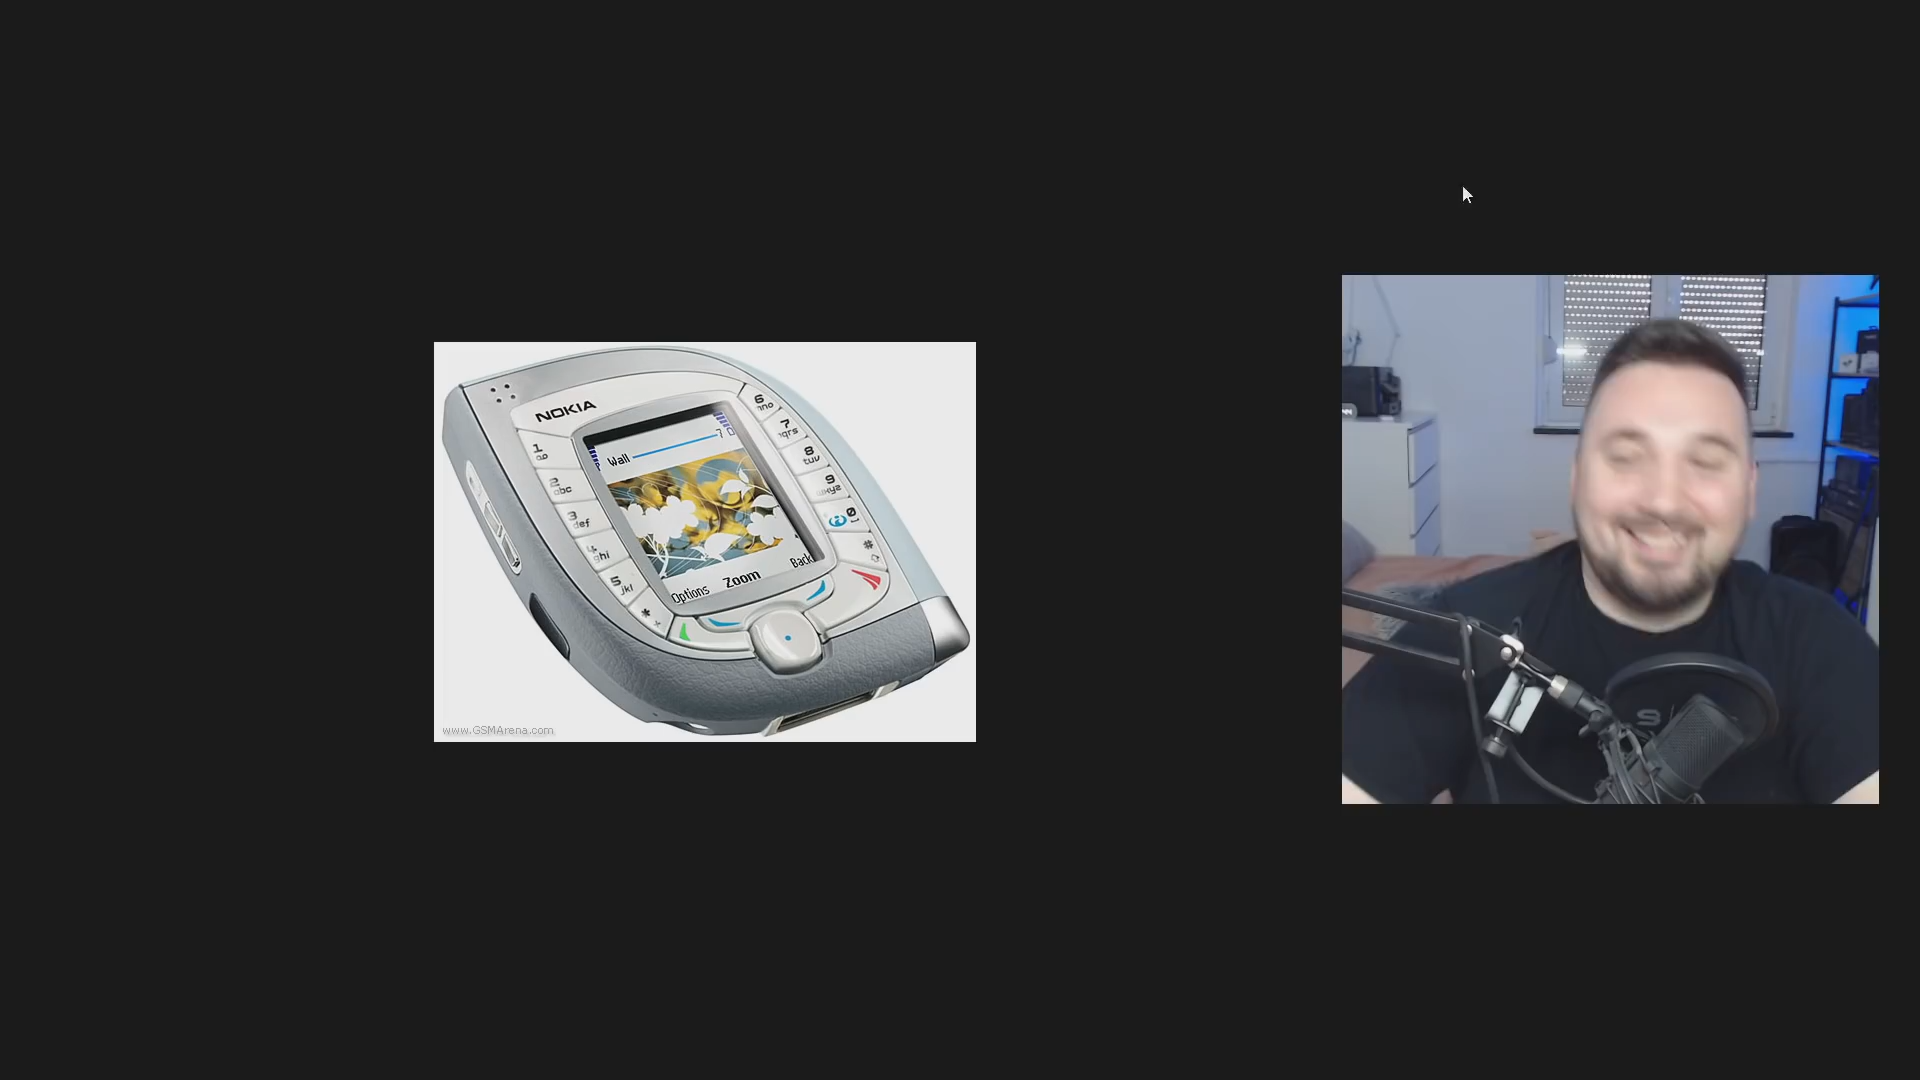 NOKIA
1
2 abc
3 def
4 ghi
5 jkl
*
6 mno
7 pqrs
8 tuv
9 wxyz
0
#
Wall
7
Options
Zoom
Back
www.GSMArena.com
S